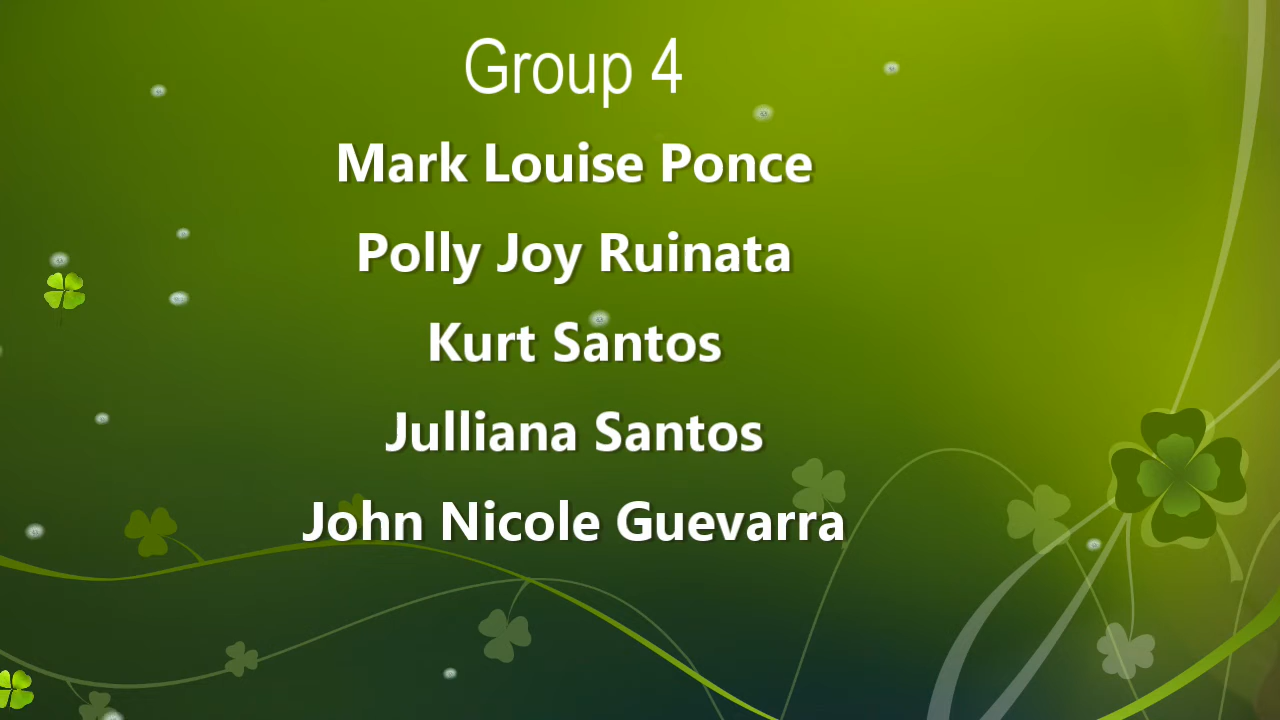 Group 4
Mark Louise Ponce
Polly Joy Ruinata
Kurt Santos
Julliana Santos
John Nicole Guevarra